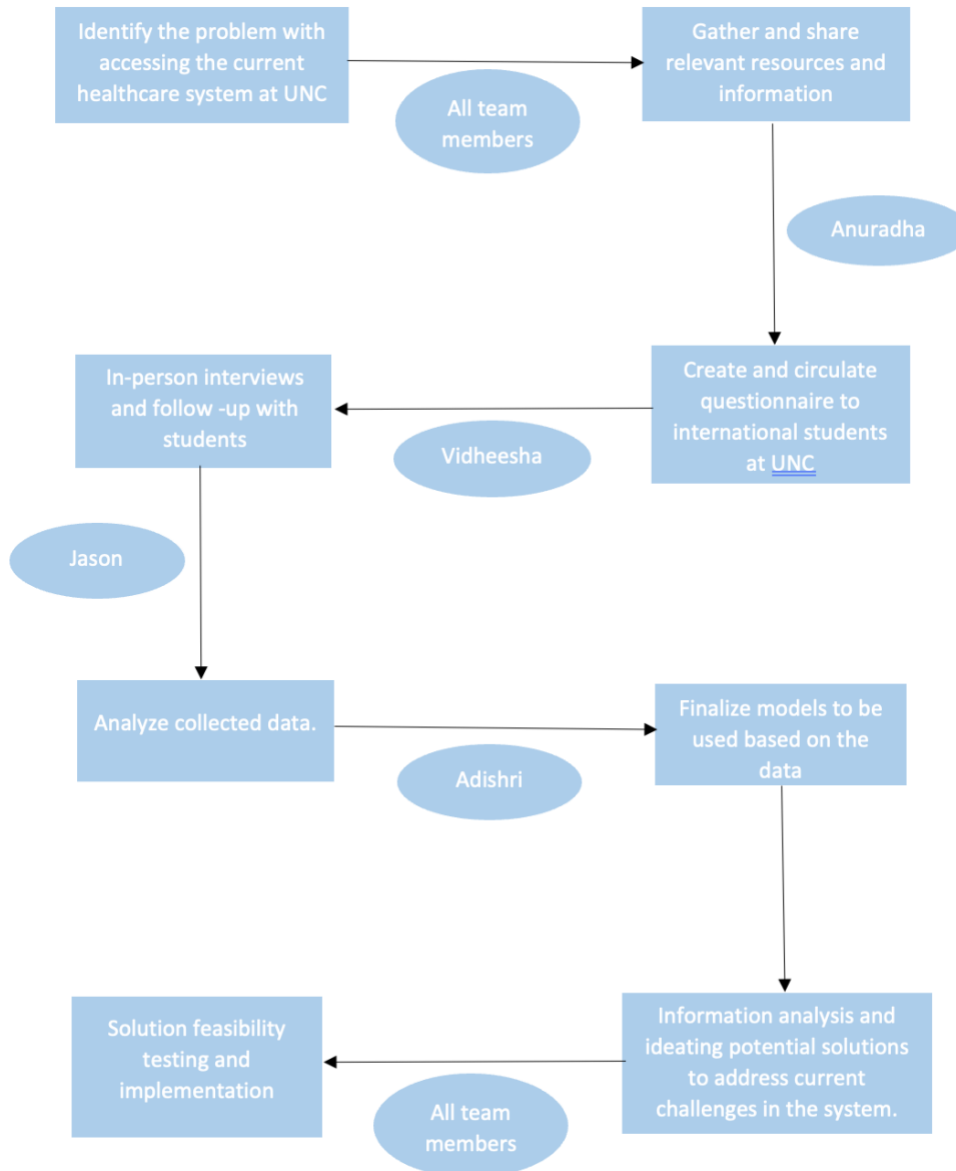 Identify the problem with
accessing the current
healthcare system at UNC
All team
members
Gather and share
relevant resources and
information
Anuradha
Create and circulate
questionnaire to
international students
at UNC
Vidheesha
In-person interviews
and follow -up with
students
Jason
Analyze collected data.
Adishri
Finalize models to be
used based on the
data
Information analysis and
ideating potential solutions
to address current
challenges in the system.
All team
members
Solution feasibility
testing and
implementation